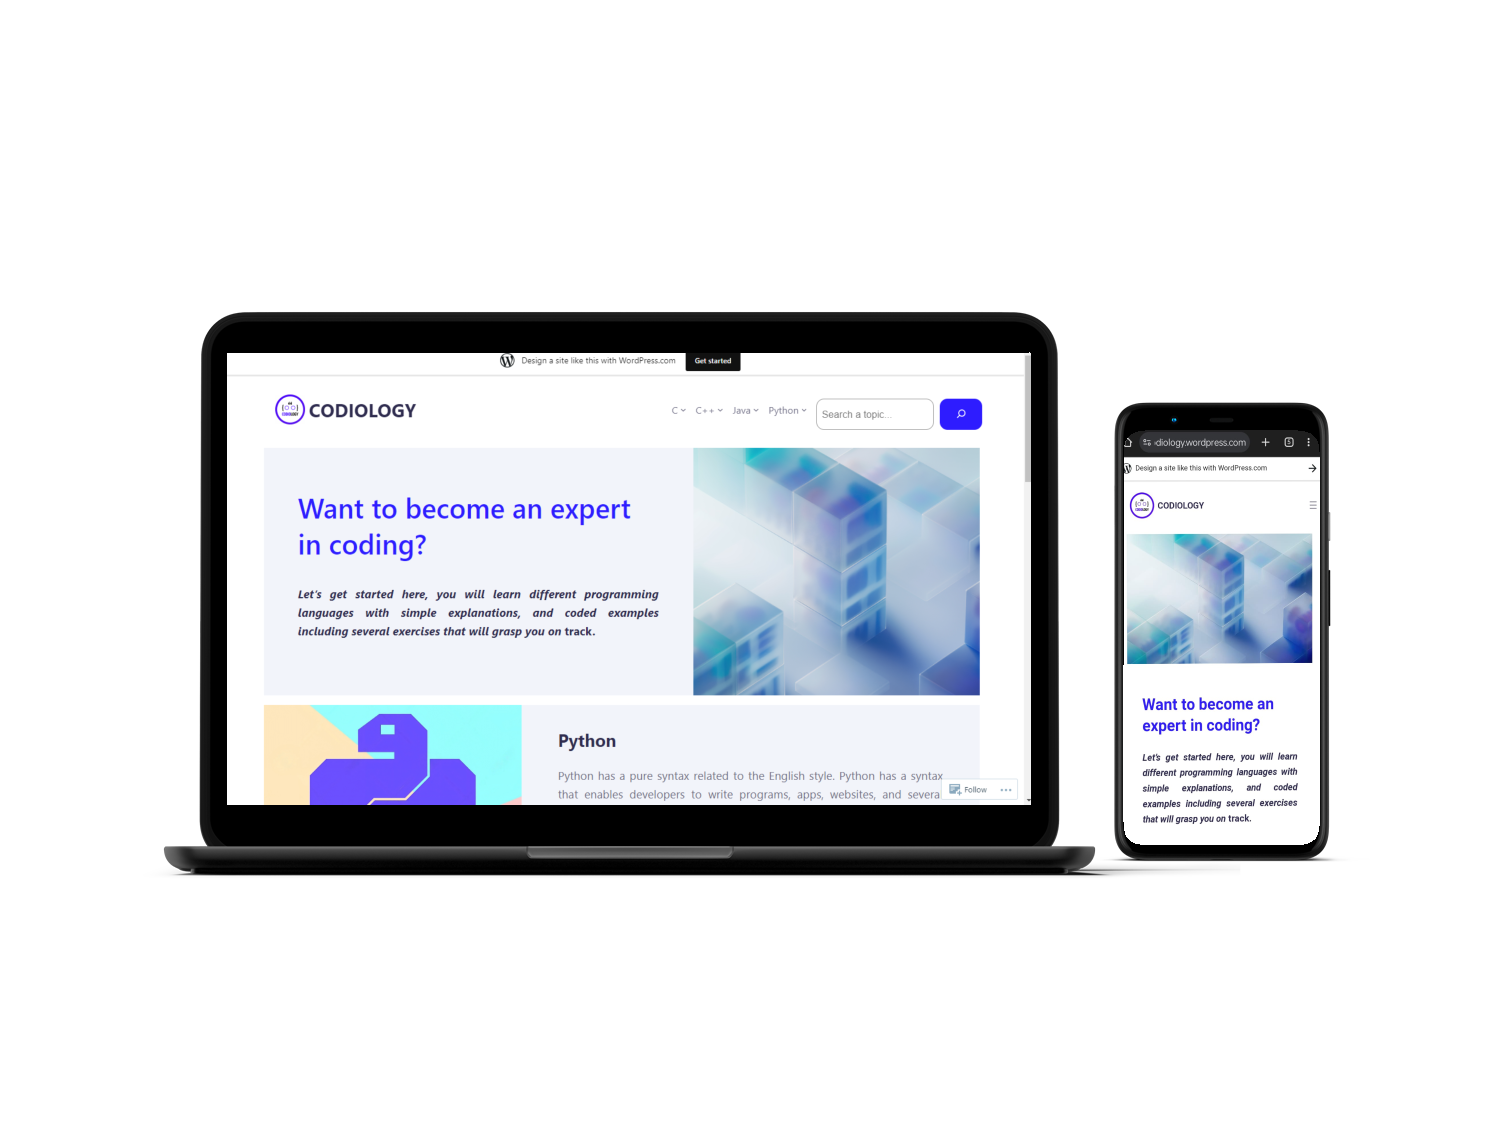 Design a site like this with WordPress.com Get started
CODIOLOGY
C C++ Java Python Search a topic...
Want to become an expert
in coding?
Let's get started here, you will learn different programming
languages with simple explanations, and coded examples
including several exercises that will grasp you on track.
Python
Python has a pure syntax related to the English style. Python has a syntax
that enables developers to write programs, apps, websites, and severa
Follow
diology.wordpress.com
Design a site like this with WordPress.com
CODIOLOGY
Want to become an
expert in coding?
Let's get started here, you will learn
different programming languages with
simple explanations, and coded
examples including several exercises
that will grasp you on track.